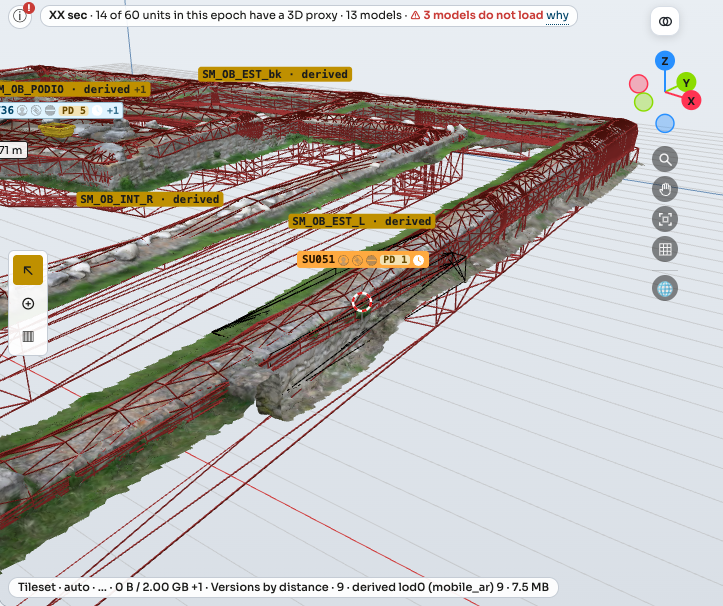 XX sec · 14 of 60 units in this epoch have a 3D proxy · 13 models · ⚠ 3 models do not load why
SM_OB_EST_bk · derived
M_OB_PODIO · derived +1
736 PD 5 +1
71 m
SM_OB_INT_R · derived
SM_OB_EST_L · derived
SU051 PD 1
Z
Y
X
Tileset · auto · ... · 0 B / 2.00 GB +1 · Versions by distance · 9 · derived lod0 (mobile_ar) 9 · 7.5 MB